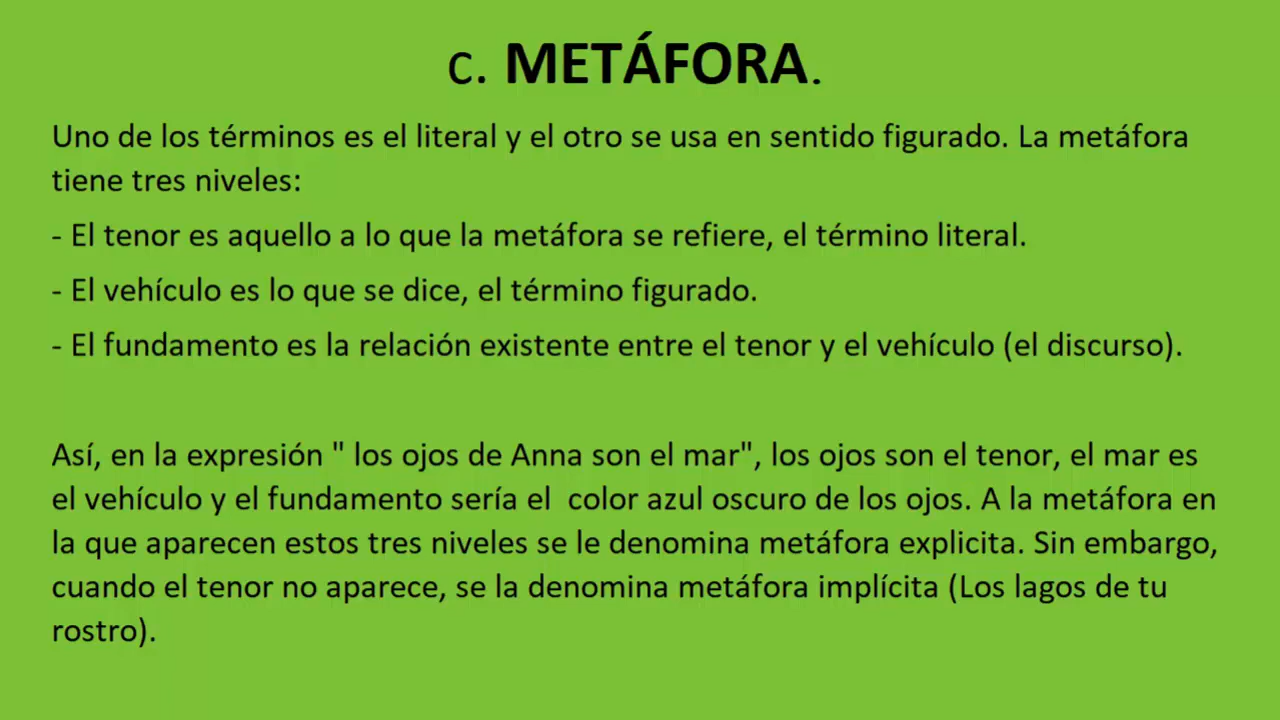 c. METÁFORA.
Uno de los términos es el literal y el otro se usa en sentido figurado. La metáfora
tiene tres niveles:
- El tenor es aquello a lo que la metáfora se refiere, el término literal.
- El vehículo es lo que se dice, el término figurado.
- El fundamento es la relación existente entre el tenor y el vehículo (el discurso).
Así, en la expresión " los ojos de Anna son el mar", los ojos son el tenor, el mar es
el vehículo y el fundamento sería el  color azul oscuro de los ojos. A la metáfora en
la que aparecen estos tres niveles se le denomina metáfora explicita. Sin embargo,
cuando el tenor no aparece, se la denomina metáfora implícita (Los lagos de tu
rostro).